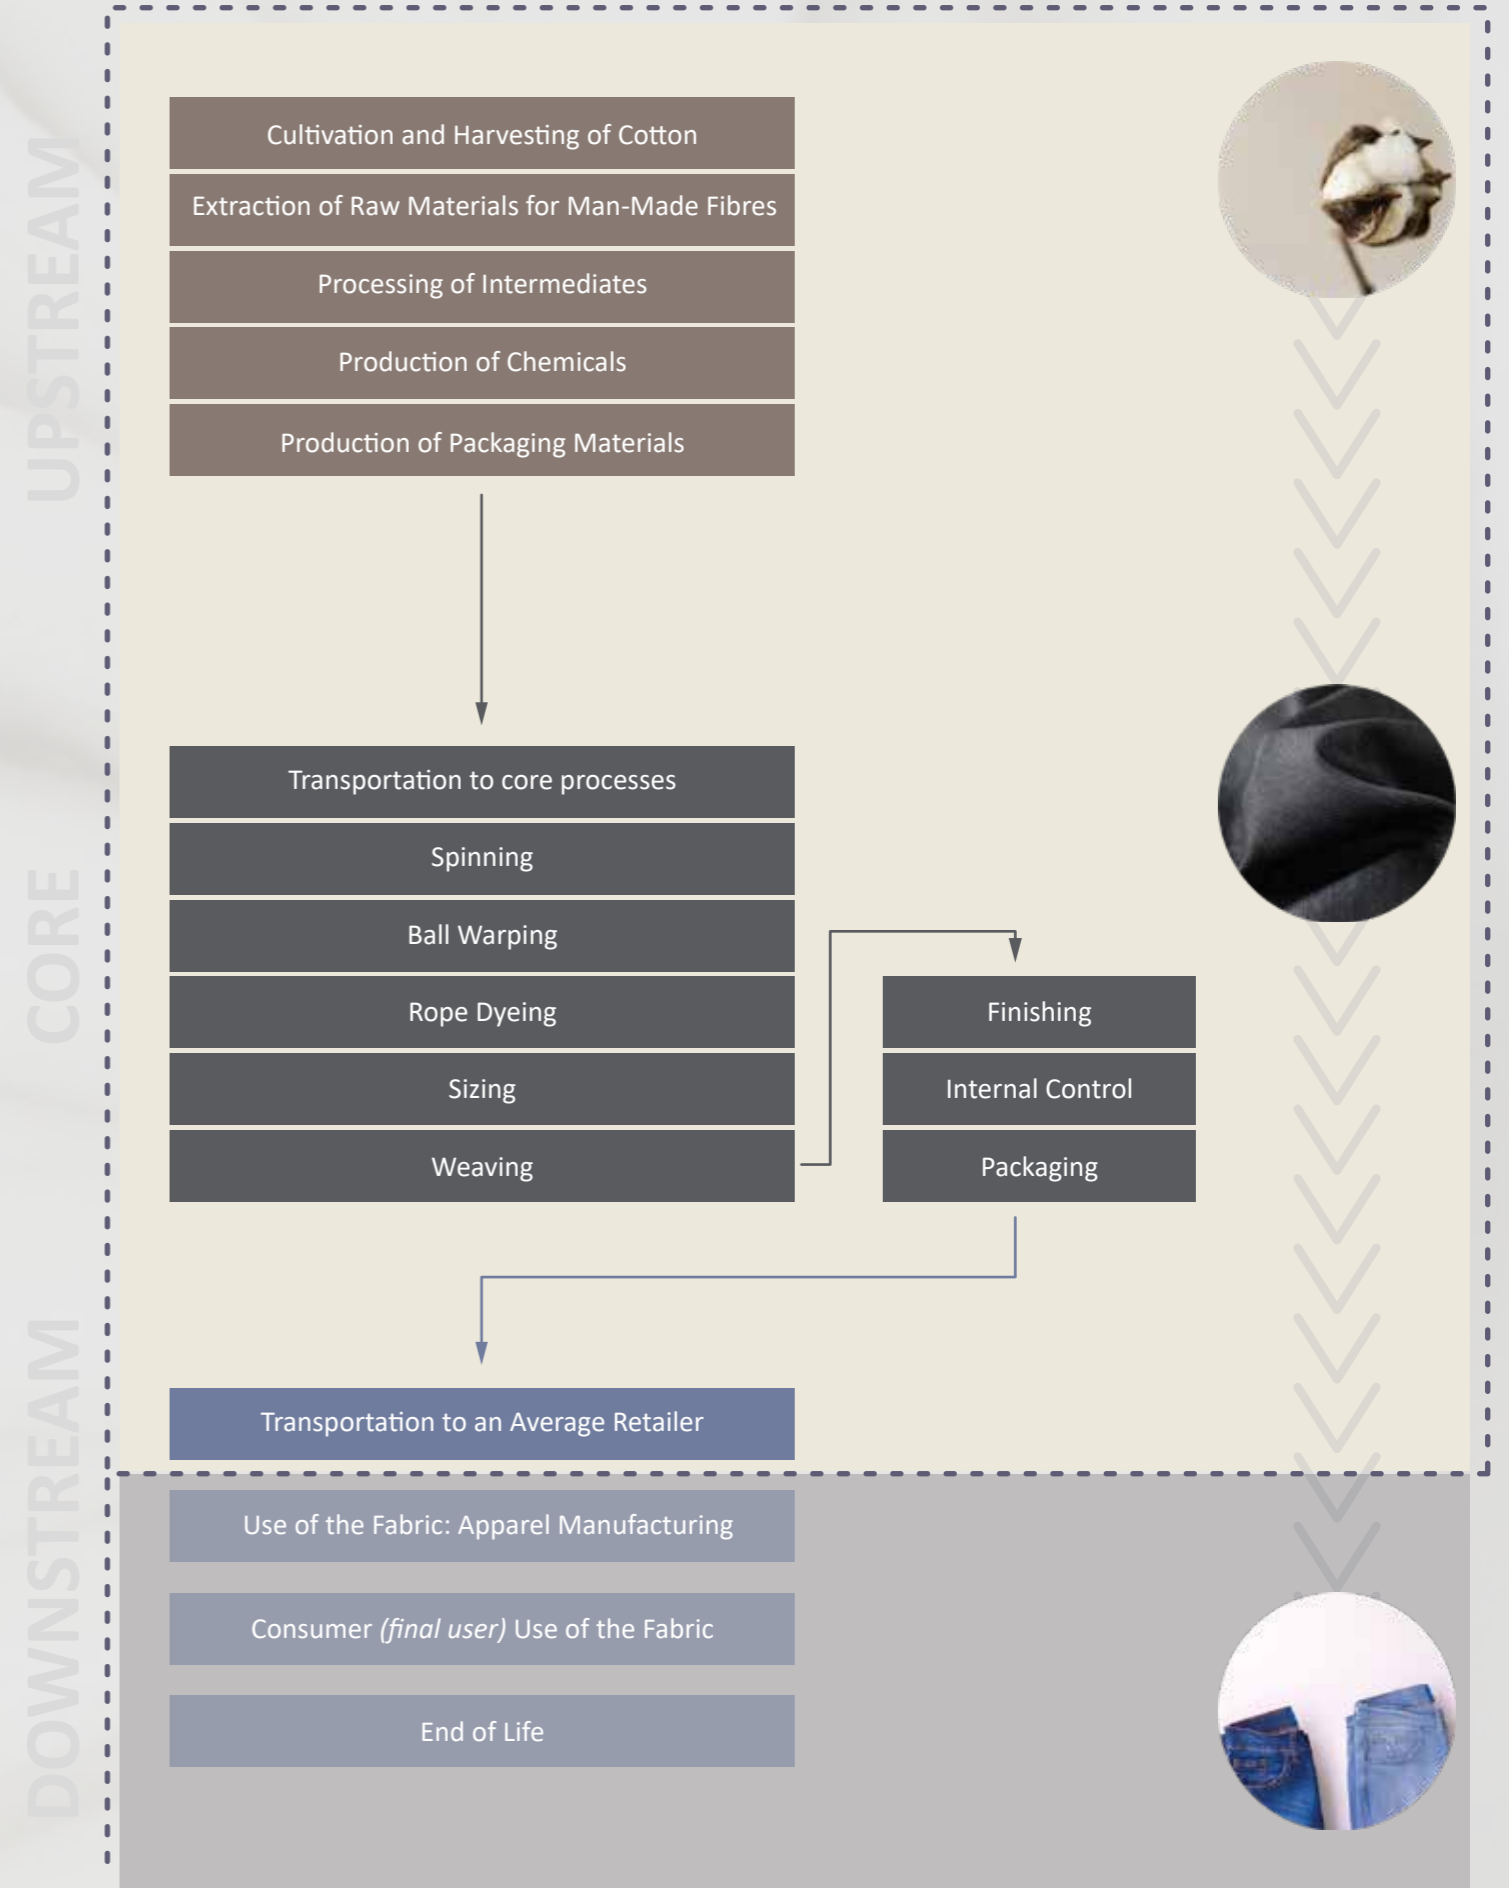 UPSTREAM
Cultivation and Harvesting of Cotton
Extraction of Raw Materials for Man-Made Fibres
Processing of Intermediates
Production of Chemicals
Production of Packaging Materials
CORE
Transportation to core processes
Spinning
Ball Warping
Rope Dyeing
Sizing
Weaving
Finishing
Internal Control
Packaging
DOWNSTREAM
Transportation to an Average Retailer
Use of the Fabric: Apparel Manufacturing
Consumer (final user) Use of the Fabric
End of Life